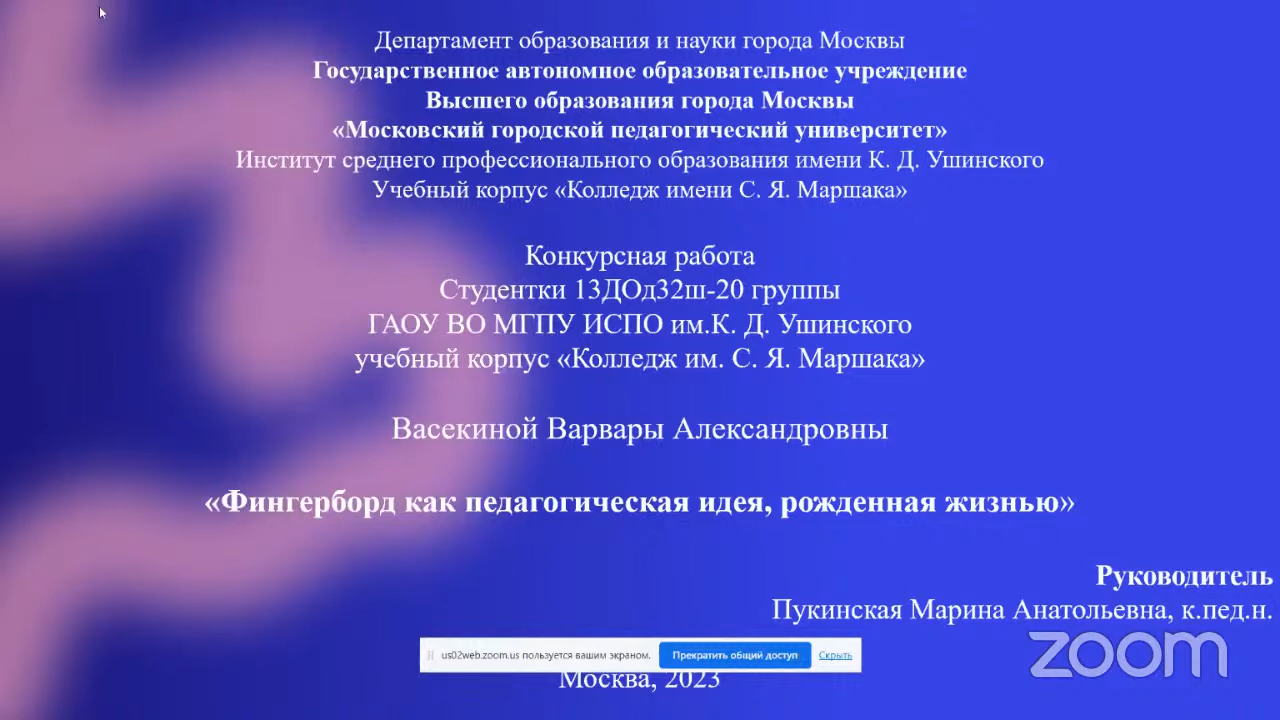 Департамент образования и науки города Москвы
Государственное автономное образовательное учреждение
Высшего образования города Москвы
«Московский городской педагогический университет»
Институт среднего профессионального образования имени К. Д. Ушинского
Учебный корпус «Колледж имени С. Я. Маршака»
Конкурсная работа
Студентки 13ДОд32ш-20 группы
ГАОУ ВО МГПУ ИСПО им.К. Д. Ушинского
учебный корпус «Колледж им. С. Я. Маршака»
Васекиной Варвары Александровны
«Фингерборд как педагогическая идея, рожденная жизнью»
Руководитель
Пукинская Марина Анатольевна, к.пед.н.
zoom
us02web.zoom.us пользуется вашим экраном. Прекратить общий доступ Скрыть
Москва, 2023